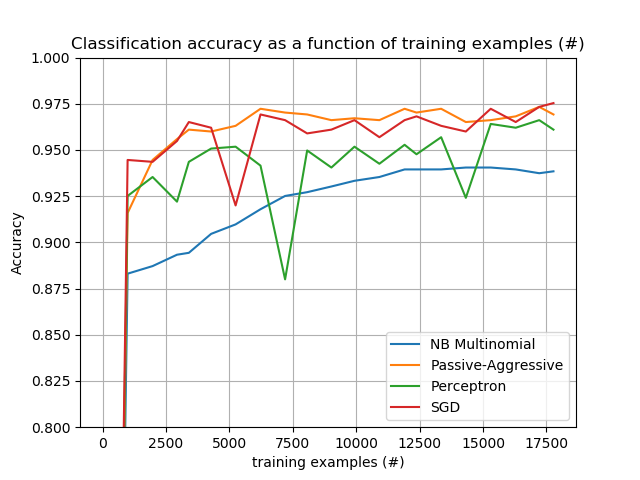 Classification accuracy as a function of training examples (#)
1.000
0.975
0.950
0.925
0.900
0.875
0.850
0.825
0.800
Accuracy
NB Multinomial
Passive-Aggressive
Perceptron
SGD
0 2500 5000 7500 10000 12500 15000 17500
training examples (#)